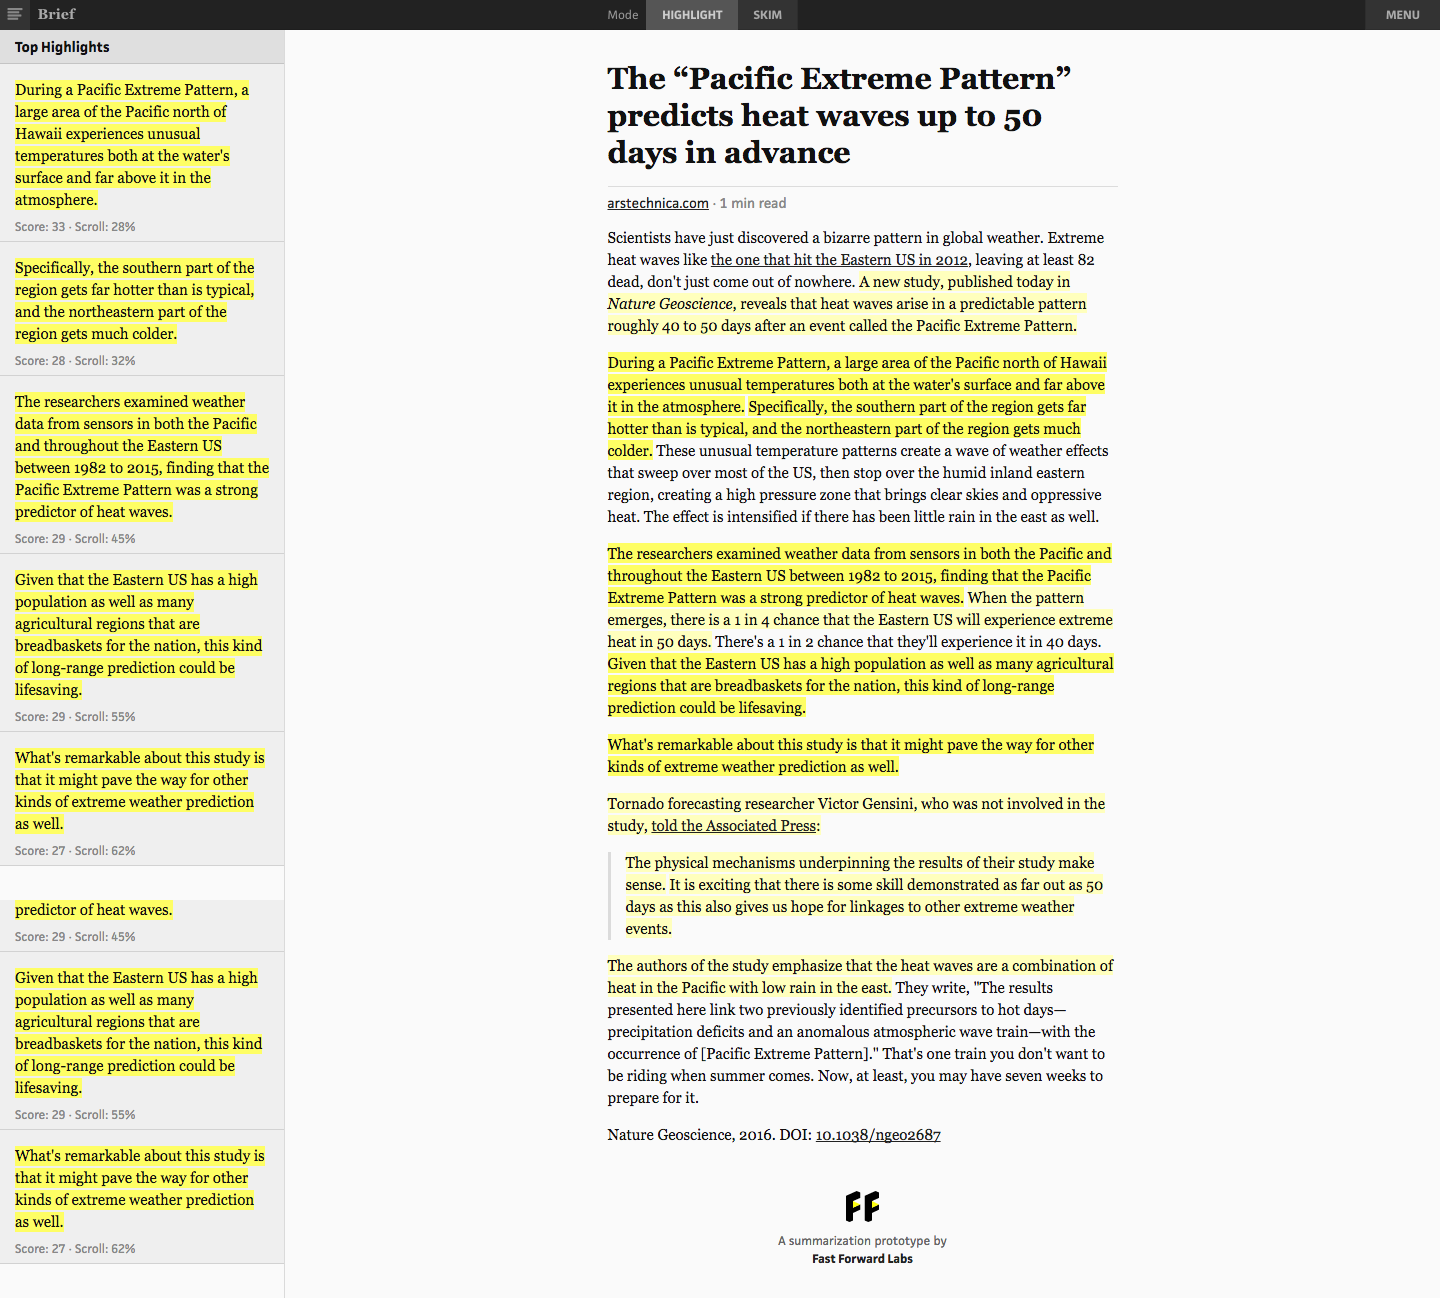 Brief
Mode
HIGHLIGHT
SKIM
MENU
Top Highlights
During a Pacific Extreme Pattern, a
large area of the Pacific north of
Hawaii experiences unusual
temperatures both at the water's
surface and far above it in the
atmosphere.
Score: 33 · Scroll: 28%
Specifically, the southern part of the
region gets far hotter than is typical,
and the northeastern part of the
region gets much colder.
Score: 28 · Scroll: 32%
The researchers examined weather
data from sensors in both the Pacific
and throughout the Eastern US
between 1982 to 2015, finding that the
Pacific Extreme Pattern was a strong
predictor of heat waves.
Score: 29 · Scroll: 45%
Given that the Eastern US has a high
population as well as many
agricultural regions that are
breadbaskets for the nation, this kind
of long-range prediction could be
lifesaving.
Score: 29 · Scroll: 55%
What's remarkable about this study is
that it might pave the way for other
kinds of extreme weather prediction
as well.
Score: 27 · Scroll: 62%
predictor of heat waves.
Score: 29 · Scroll: 45%
Given that the Eastern US has a high
population as well as many
agricultural regions that are
breadbaskets for the nation, this kind
of long-range prediction could be
lifesaving.
Score: 29 · Scroll: 55%
What's remarkable about this study is
that it might pave the way for other
kinds of extreme weather prediction
as well.
Score: 27 · Scroll: 62%
The “Pacific Extreme Pattern”
predicts heat waves up to 50
days in advance
arstechnica.com · 1 min read
Scientists have just discovered a bizarre pattern in global weather. Extreme
heat waves like the one that hit the Eastern US in 2012, leaving at least 82
dead, don't just come out of nowhere. A new study, published today in
Nature Geoscience, reveals that heat waves arise in a predictable pattern
roughly 40 to 50 days after an event called the Pacific Extreme Pattern.
During a Pacific Extreme Pattern, a large area of the Pacific north of Hawaii
experiences unusual temperatures both at the water's surface and far above
it in the atmosphere. Specifically, the southern part of the region gets far
hotter than is typical, and the northeastern part of the region gets much
colder. These unusual temperature patterns create a wave of weather effects
that sweep over most of the US, then stop over the humid inland eastern
region, creating a high pressure zone that brings clear skies and oppressive
heat. The effect is intensified if there has been little rain in the east as well.
The researchers examined weather data from sensors in both the Pacific and
throughout the Eastern US between 1982 to 2015, finding that the Pacific
Extreme Pattern was a strong predictor of heat waves. When the pattern
emerges, there is a 1 in 4 chance that the Eastern US will experience extreme
heat in 50 days. There's a 1 in 2 chance that they'll experience it in 40 days.
Given that the Eastern US has a high population as well as many agricultural
regions that are breadbaskets for the nation, this kind of long-range
prediction could be lifesaving.
What's remarkable about this study is that it might pave the way for other
kinds of extreme weather prediction as well.
Tornado forecasting researcher Victor Gensini, who was not involved in the
study, told the Associated Press:
The physical mechanisms underpinning the results of their study make
sense. It is exciting that there is some skill demonstrated as far out as 50
days as this also gives us hope for linkages to other extreme weather
events.
The authors of the study emphasize that the heat waves are a combination of
heat in the Pacific with low rain in the east. They write, "The results
presented here link two previously identified precursors to hot days—
precipitation deficits and an anomalous atmospheric wave train—with the
occurrence of [Pacific Extreme Pattern]." That's one train you don't want to
be riding when summer comes. Now, at least, you may have seven weeks to
prepare for it.
Nature Geoscience, 2016. DOI: 10.1038/ngeo2687
FF
A summarization prototype by
Fast Forward Labs